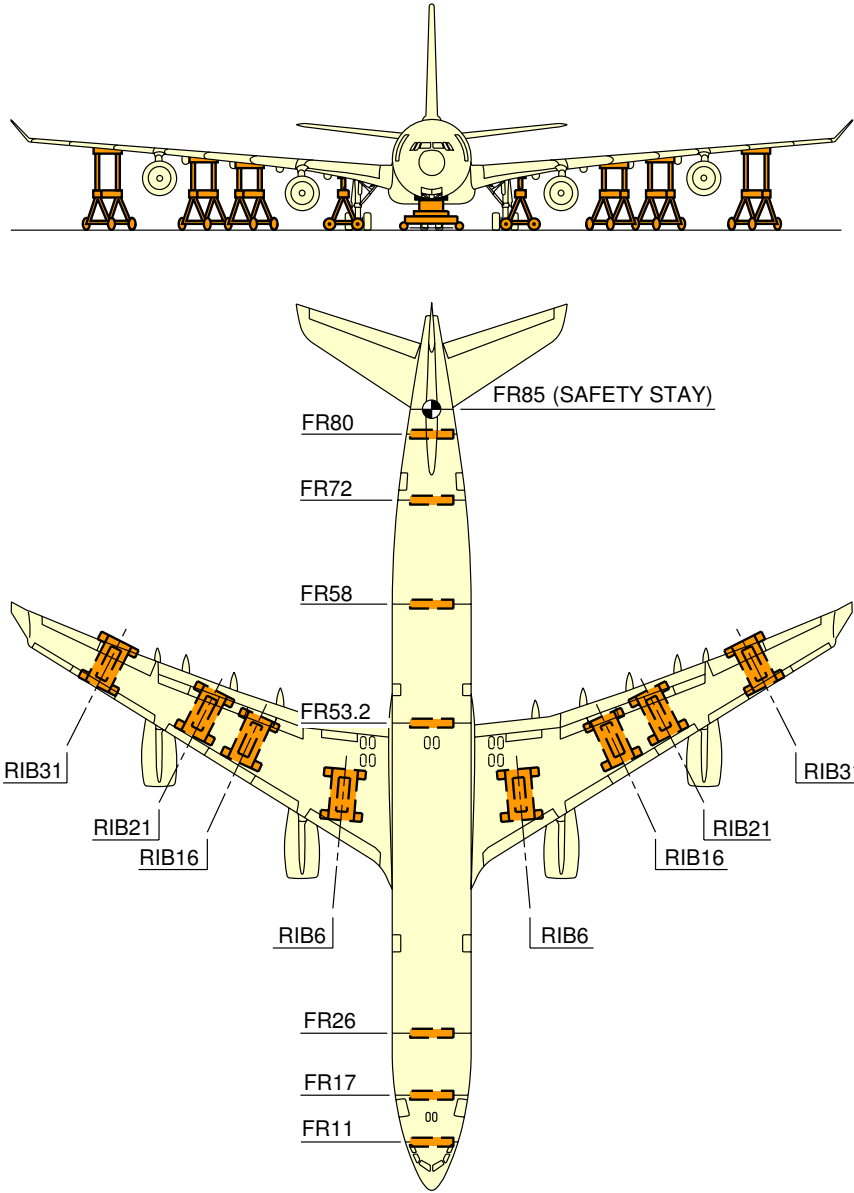 FR85 (SAFETY STAY)
FR80
FR72
FR58
FR53.2
RIB31
RIB31
RIB21
RIB21
RIB16
RIB16
RIB6
RIB6
FR26
FR17
FR11